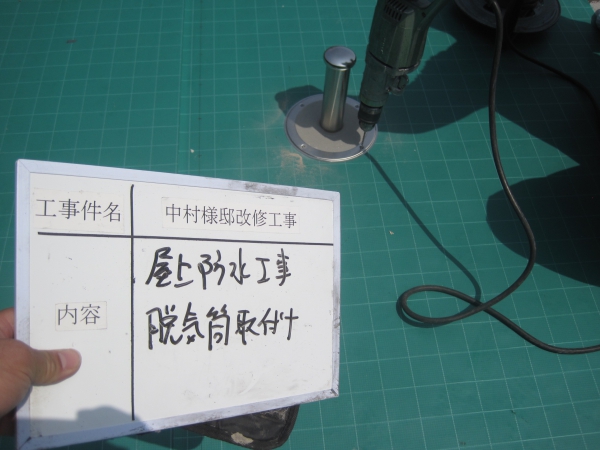 工事件名
中村様邸改修工事
内容
屋上防水工事
脱気筒取付け